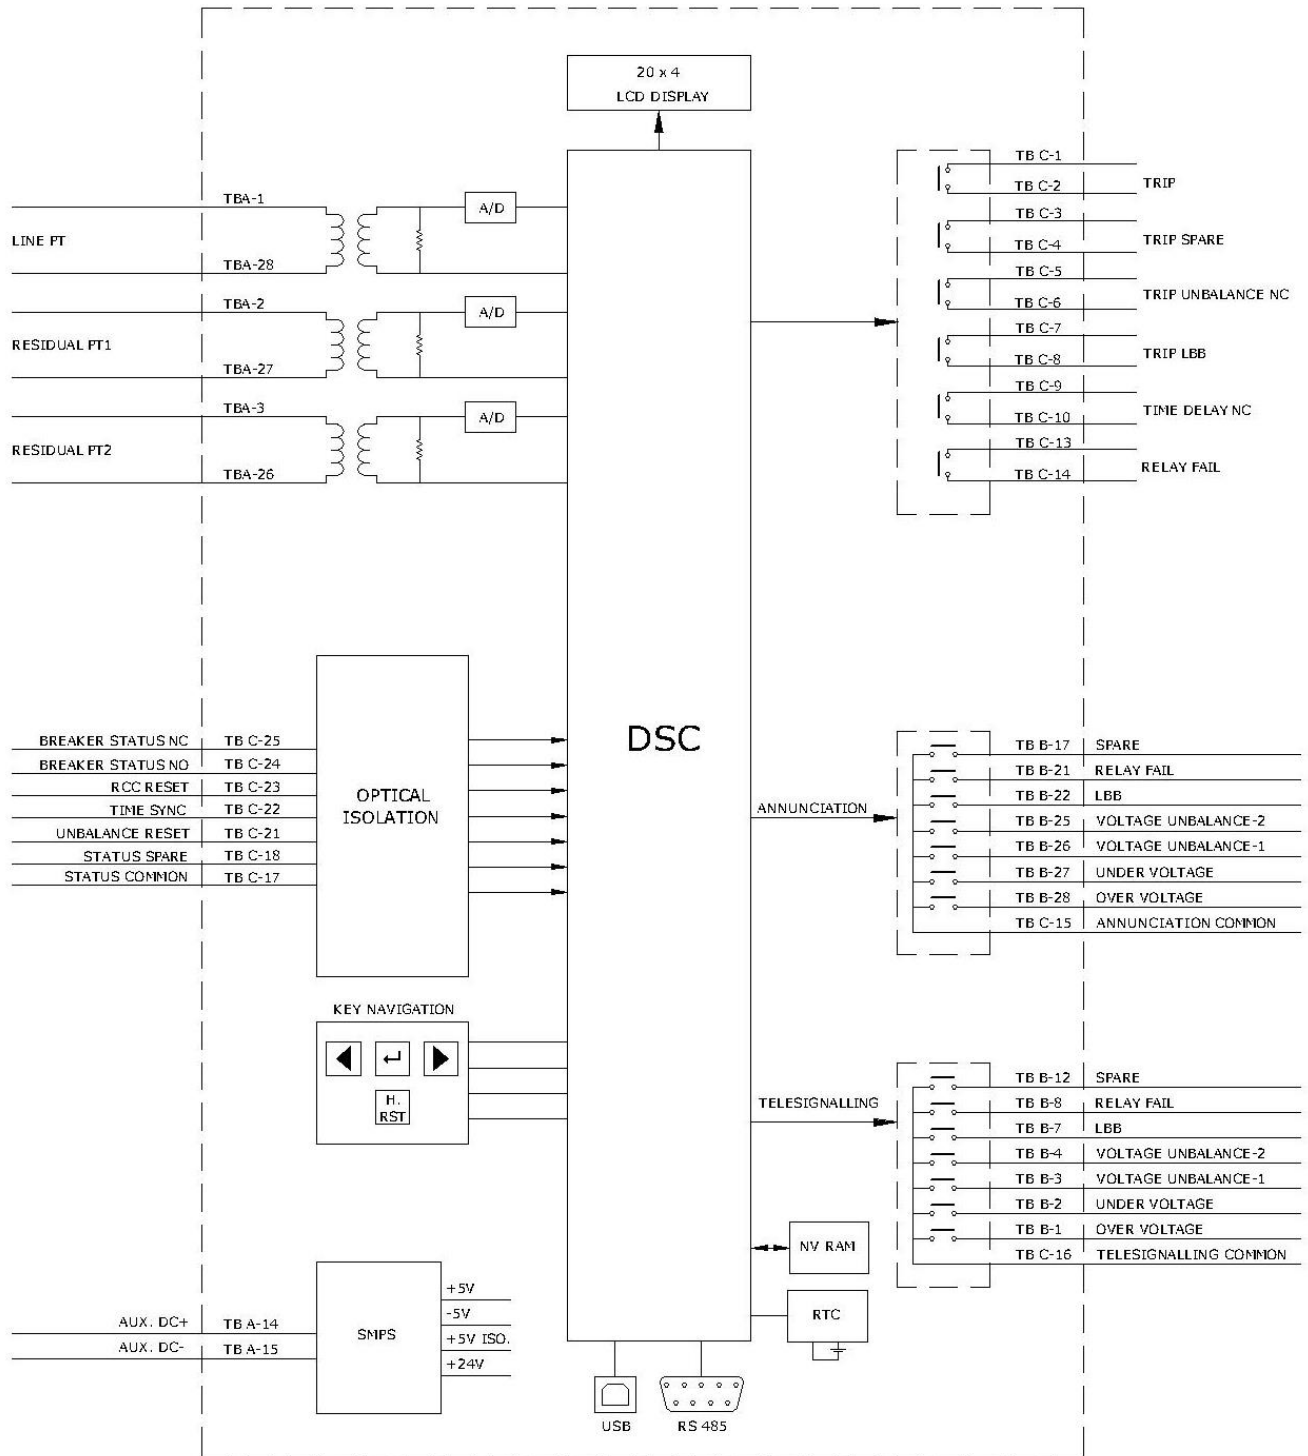 20 x 4
LCD DISPLAY
TBA-1
A/D
LINE PT
TBA-28
TBA-2
A/D
RESIDUAL PT1
TBA-27
TBA-3
A/D
RESIDUAL PT2
TBA-26
TB C-1
TB C-2
TRIP
TB C-3
TB C-4
TRIP SPARE
TB C-5
TB C-6
TRIP UNBALANCE NC
TB C-7
TB C-8
TRIP LBB
TB C-9
TB C-10
TIME DELAY NC
TB C-13
TB C-14
RELAY FAIL
BREAKER STATUS NC TB C-25
BREAKER STATUS NO TB C-24
RCC RESET TB C-23
TIME SYNC TB C-22
UNBALANCE RESET TB C-21
STATUS SPARE TB C-18
STATUS COMMON TB C-17
OPTICAL
ISOLATION
DSC
ANNUNCIATION
TB B-17 SPARE
TB B-21 RELAY FAIL
TB B-22 LBB
TB B-25 VOLTAGE UNBALANCE-2
TB B-26 VOLTAGE UNBALANCE-1
TB B-27 UNDER VOLTAGE
TB B-28 OVER VOLTAGE
TB C-15 ANNUNCIATION COMMON
KEY NAVIGATION
H.
RST
TELESIGNALLING
TB B-12 SPARE
TB B-8 RELAY FAIL
TB B-7 LBB
TB B-4 VOLTAGE UNBALANCE-2
TB B-3 VOLTAGE UNBALANCE-1
TB B-2 UNDER VOLTAGE
TB B-1 OVER VOLTAGE
TB C-16 TELESIGNALLING COMMON
NV RAM
RTC
AUX. DC+ TB A-14
AUX. DC- TB A-15
SMPS
+5V
-5V
+5V ISO.
+24V
USB
RS 485